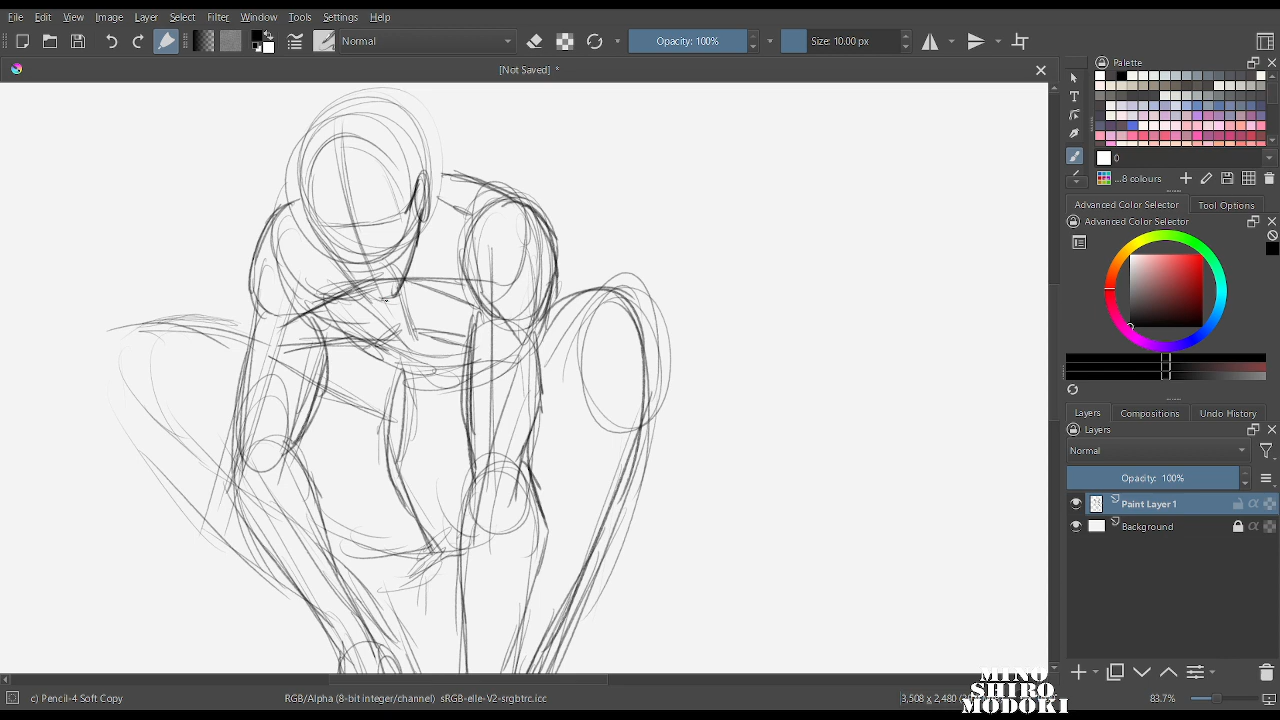 File Edit View Image Layer Select Filter Window Tools Settings Help
Normal
Opacity: 100%
Size: 10.00 px
[Not Saved] *
Palette
0
...8 colours
Advanced Color Selector Tool Options
Advanced Color Selector
Layers Compositions Undo History
Layers
Normal
Opacity: 100%
Paint Layer 1
Background
c) Pencil-4 Soft Copy
RGB/Alpha (8-bit integer/channel) sRGB-elle-V2-srgbtrc.icc
3,508 x 2,480
83.7%
MINO
SHIRO
MODOKI